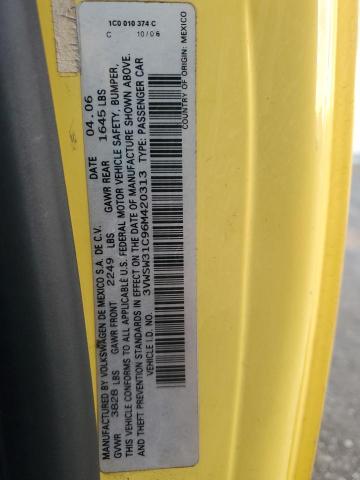 MANUFACTURED BY VOLKSWAGEN DE MEXICO S.A. DE C.V. DATE 04.06
GVWR 3828 LBS GAWR FRONT 2249 LBS GAWR REAR 1645 LBS
THIS VEHICLE CONFORMS TO ALL APPLICABLE U.S. FEDERAL MOTOR VEHICLE SAFETY, BUMPER,
AND THEFT PREVENTION STANDARDS IN EFFECT ON THE DATE OF MANUFACTURE SHOWN ABOVE.
VEHICLE I.D. NO. 3VWSW31C96M420313 TYPE: PASSENGER CAR
COUNTRY OF ORIGIN: MEXICO
1C0 010 374 C
C 10/06